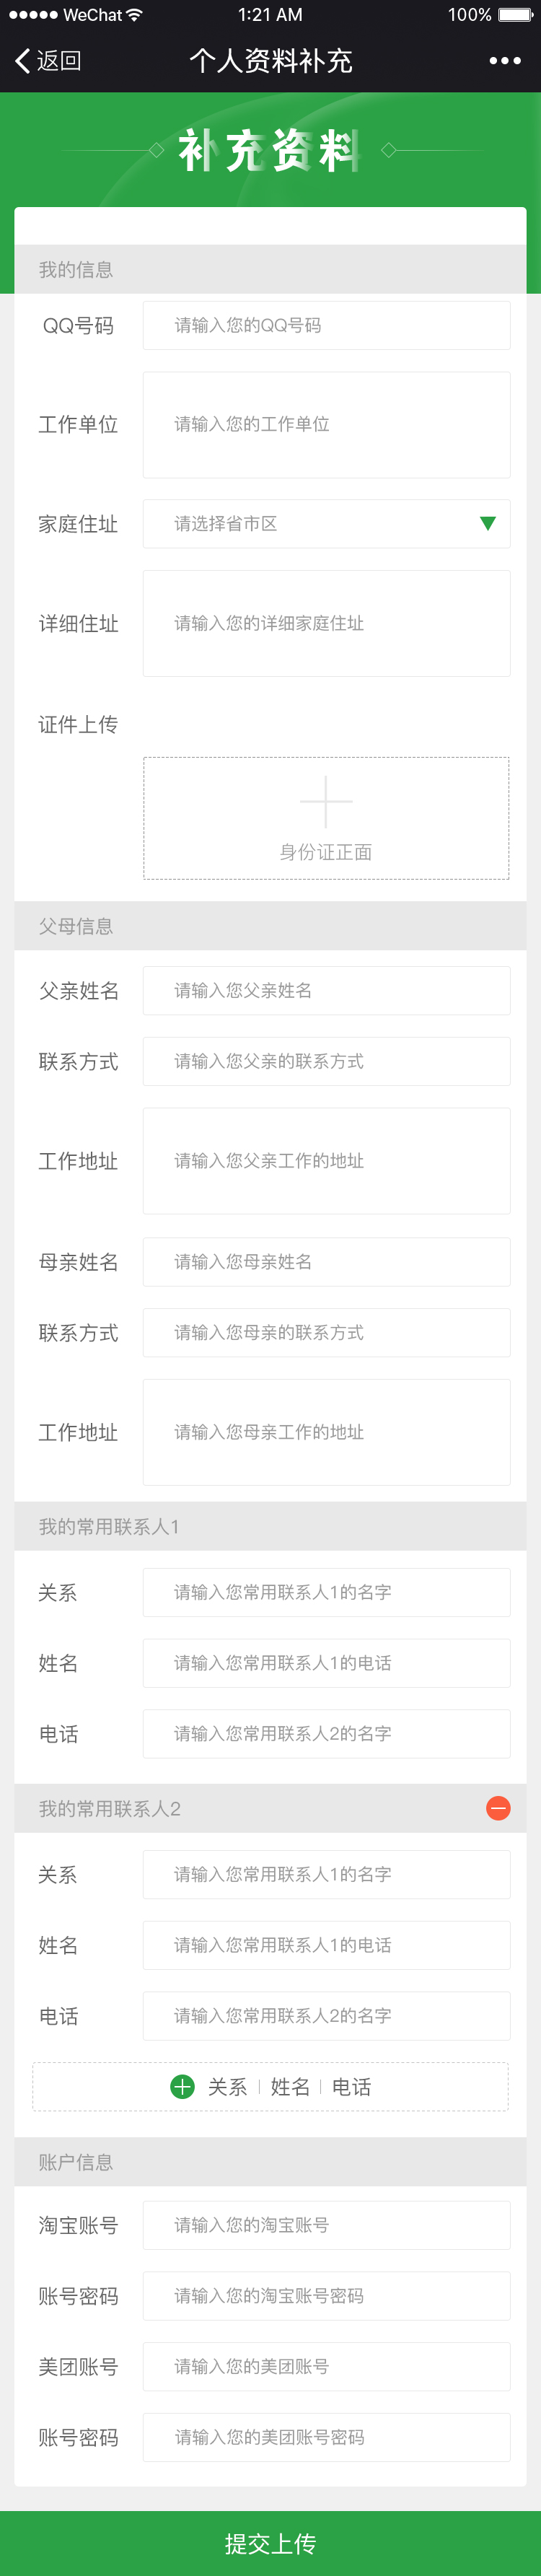 WeChat 1:21 AM 100%
返回 个人资料补充
补充资料
我的信息
QQ号码 请输入您的QQ号码
工作单位 请输入您的工作单位
家庭住址 请选择省市区
详细住址 请输入您的详细家庭住址
证件上传
身份证正面
父母信息
父亲姓名 请输入您父亲姓名
联系方式 请输入您父亲的联系方式
工作地址 请输入您父亲工作的地址
母亲姓名 请输入您母亲姓名
联系方式 请输入您母亲的联系方式
工作地址 请输入您母亲工作的地址
我的常用联系人1
关系 请输入您常用联系人1的名字
姓名 请输入您常用联系人1的电话
电话 请输入您常用联系人2的名字
我的常用联系人2
关系 请输入您常用联系人1的名字
姓名 请输入您常用联系人1的电话
电话 请输入您常用联系人2的名字
关系 | 姓名 | 电话
账户信息
淘宝账号 请输入您的淘宝账号
账号密码 请输入您的淘宝账号密码
美团账号 请输入您的美团账号
账号密码 请输入您的美团账号密码
提交上传